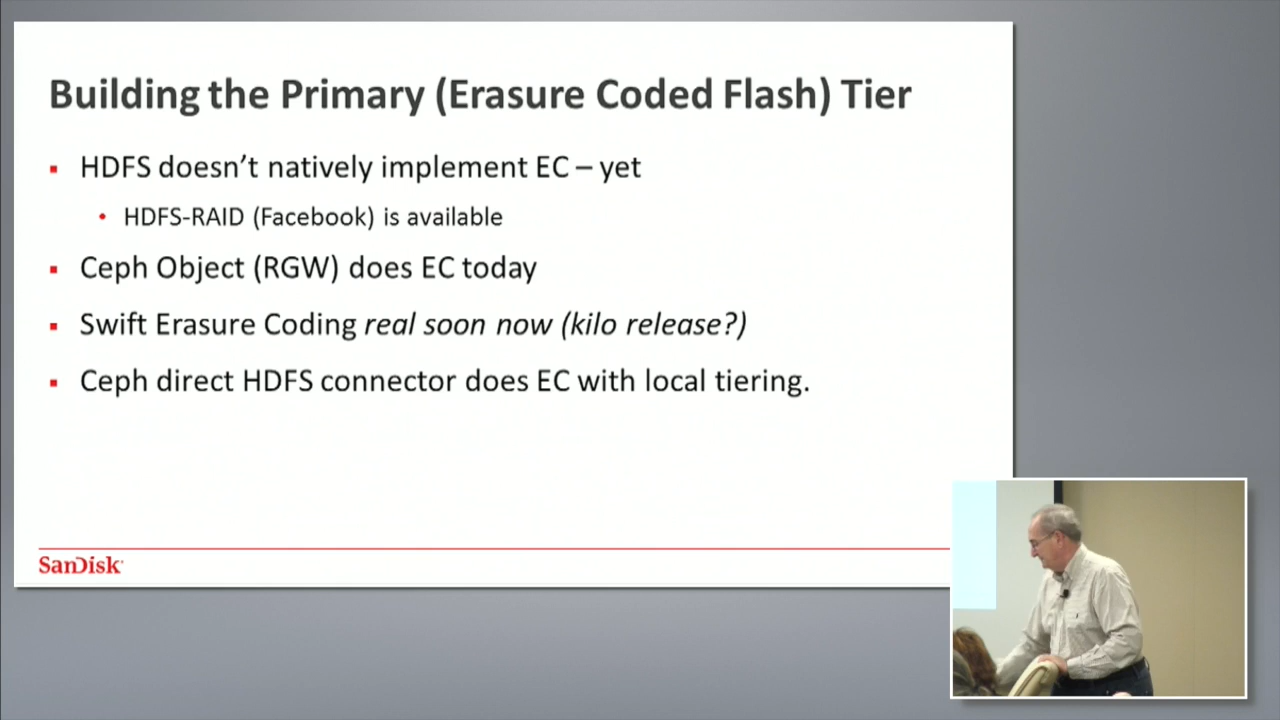 Building the Primary (Erasure Coded Flash) Tier
HDFS doesn't natively implement EC – yet
HDFS-RAID (Facebook) is available
Ceph Object (RGW) does EC today
Swift Erasure Coding real soon now (kilo release?)
Ceph direct HDFS connector does EC with local tiering.
SanDisk